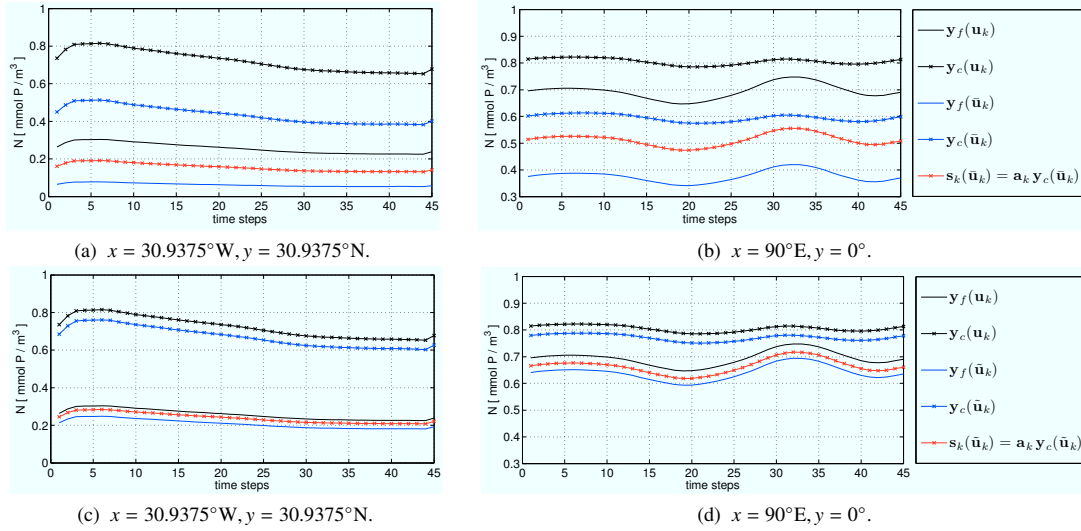 1
0.8
0.6
0.4
0.2
0
N [ mmol P / m³ ]
0 5 10 15 20 25 30 35 40 45
time steps
(a) x = 30.9375°W, y = 30.9375°N.
1
0.9
0.8
0.7
0.6
0.5
0.4
0.3
N [ mmol P / m³ ]
0 5 10 15 20 25 30 35 40 45
time steps
(b) x = 90°E, y = 0°.
y_f(u_k)
y_c(u_k)
y_f(ū_k)
y_c(ū_k)
s_k(ū_k) = a_k y_c(ū_k)
1
0.8
0.6
0.4
0.2
0
N [ mmol P / m³ ]
0 5 10 15 20 25 30 35 40 45
time steps
(c) x = 30.9375°W, y = 30.9375°N.
1
0.9
0.8
0.7
0.6
0.5
0.4
0.3
N [ mmol P / m³ ]
0 5 10 15 20 25 30 35 40 45
time steps
(d) x = 90°E, y = 0°.
y_f(u_k)
y_c(u_k)
y_f(ũ_k)
y_c(ũ_k)
s_k(ũ_k) = a_k y_c(ũ_k)